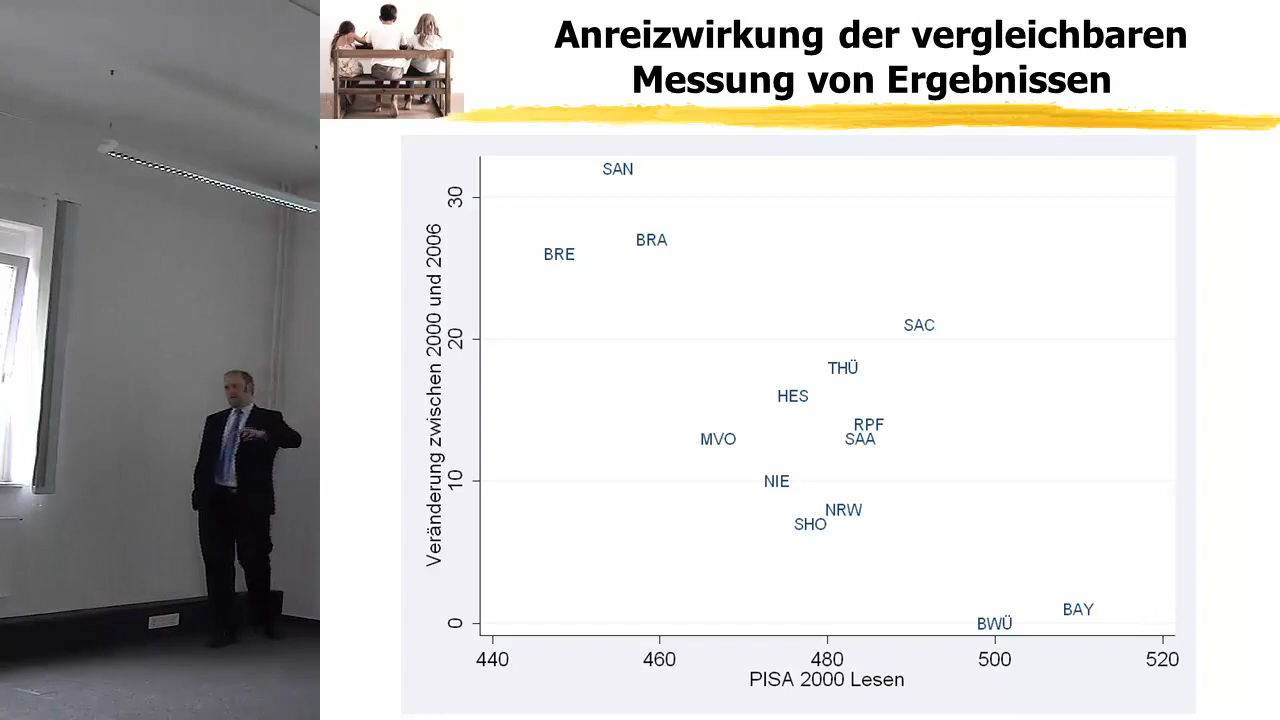 Anreizwirkung der vergleichbaren
Messung von Ergebnissen
Veränderung zwischen 2000 und 2006
30
20
10
0
SAN
BRA
BRE
SAC
THÜ
HES
RPF
MVO
SAA
NIE
NRW
SHO
BAY
BWÜ
440
460
480
500
520
PISA 2000 Lesen